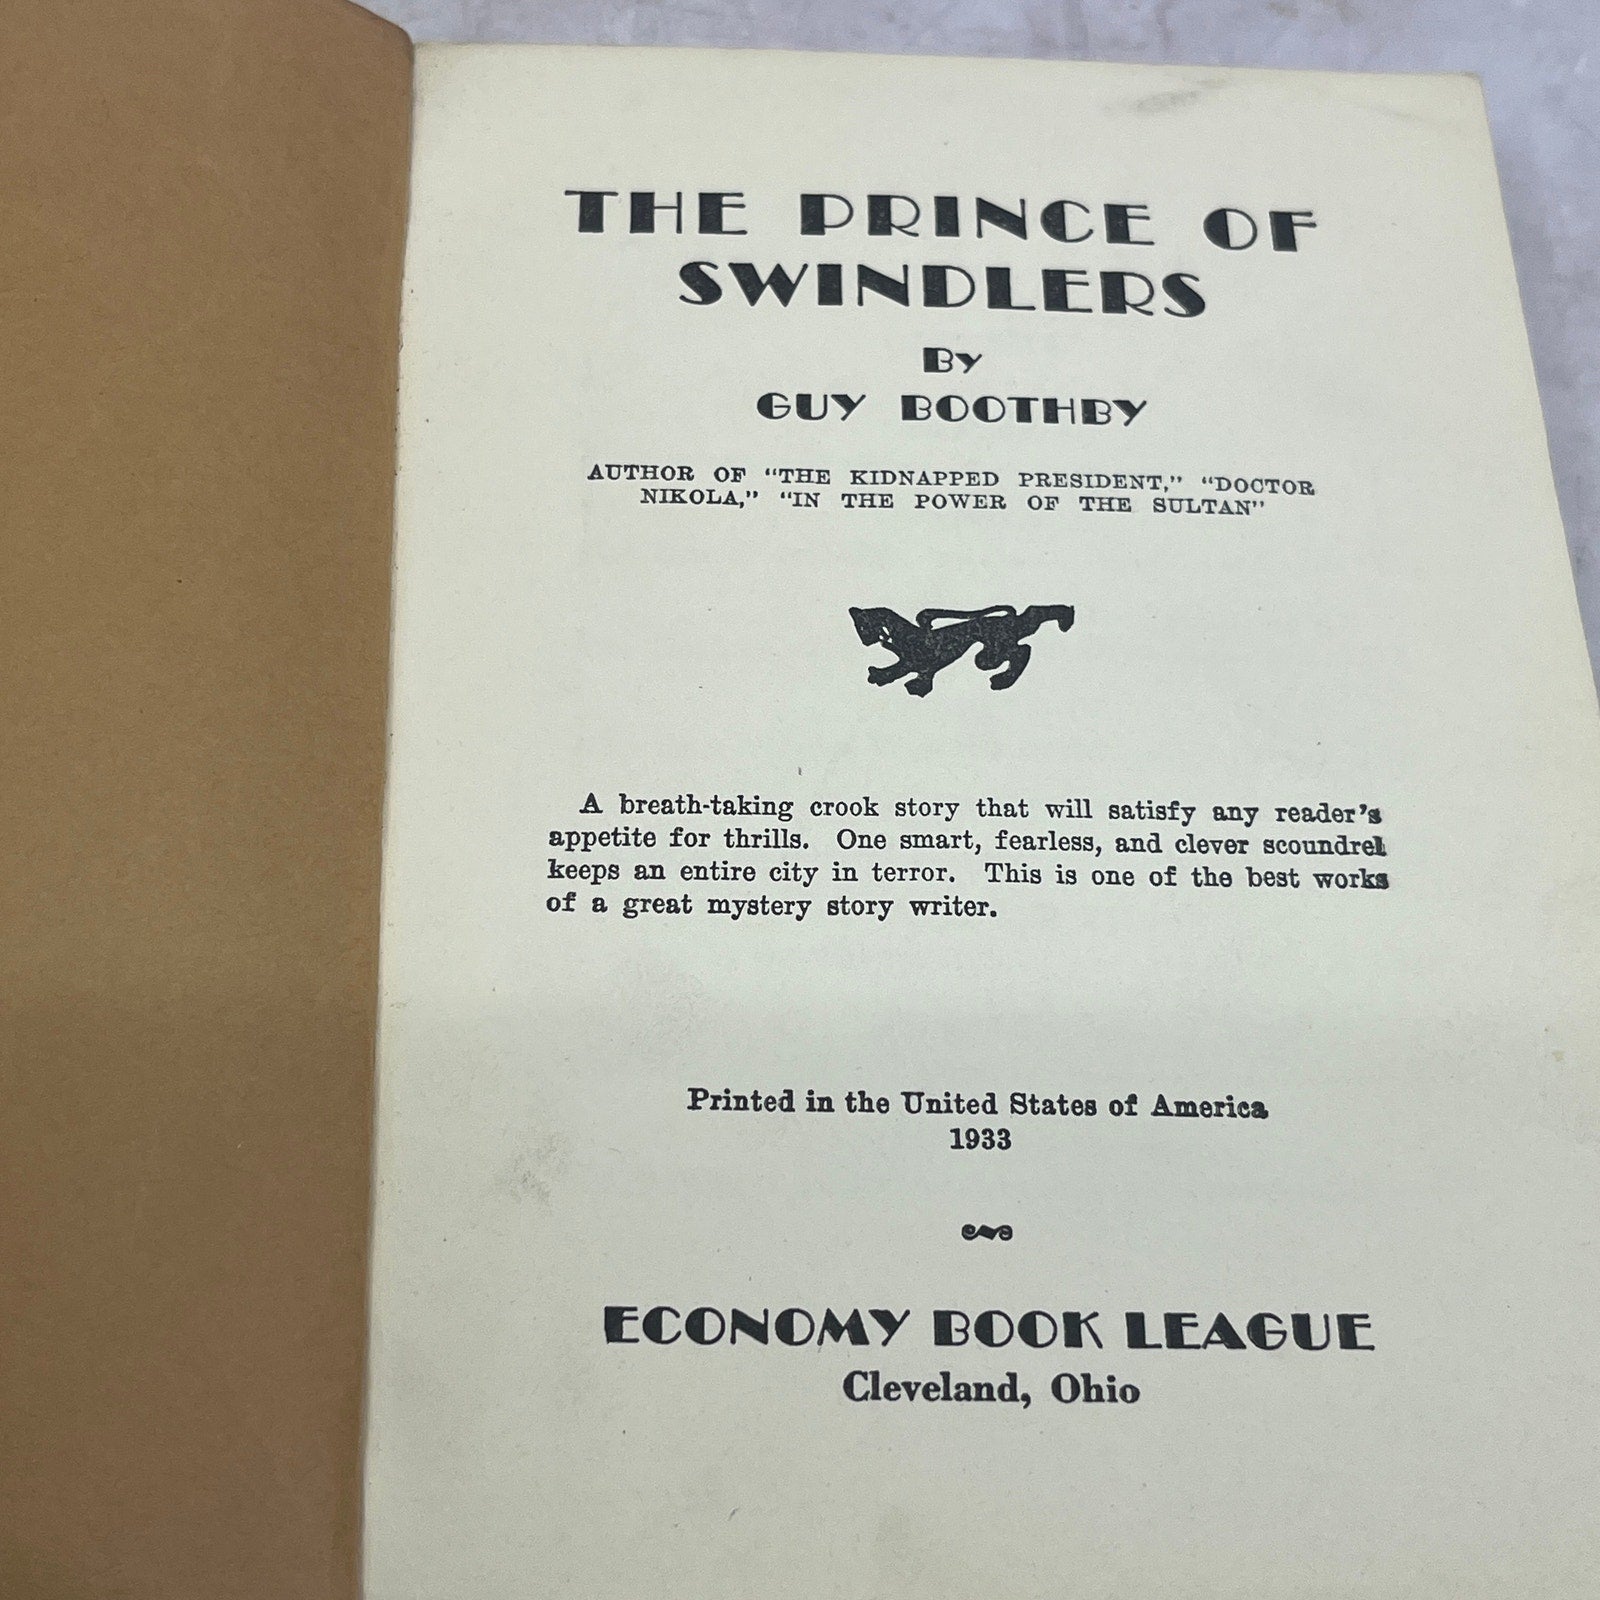 THE PRINCE OF
SWINDLERS
BY
GUY BOOTHBY
AUTHOR OF "THE KIDNAPPED PRESIDENT," "DOCTOR
NIKOLA," "IN THE POWER OF THE SULTAN"
A breath-taking crook story that will satisfy any reader's
appetite for thrills. One smart, fearless, and clever scoundrel
keeps an entire city in terror. This is one of the best works
of a great mystery story writer.
Printed in the United States of America
1933
ECONOMY BOOK LEAGUE
Cleveland, Ohio